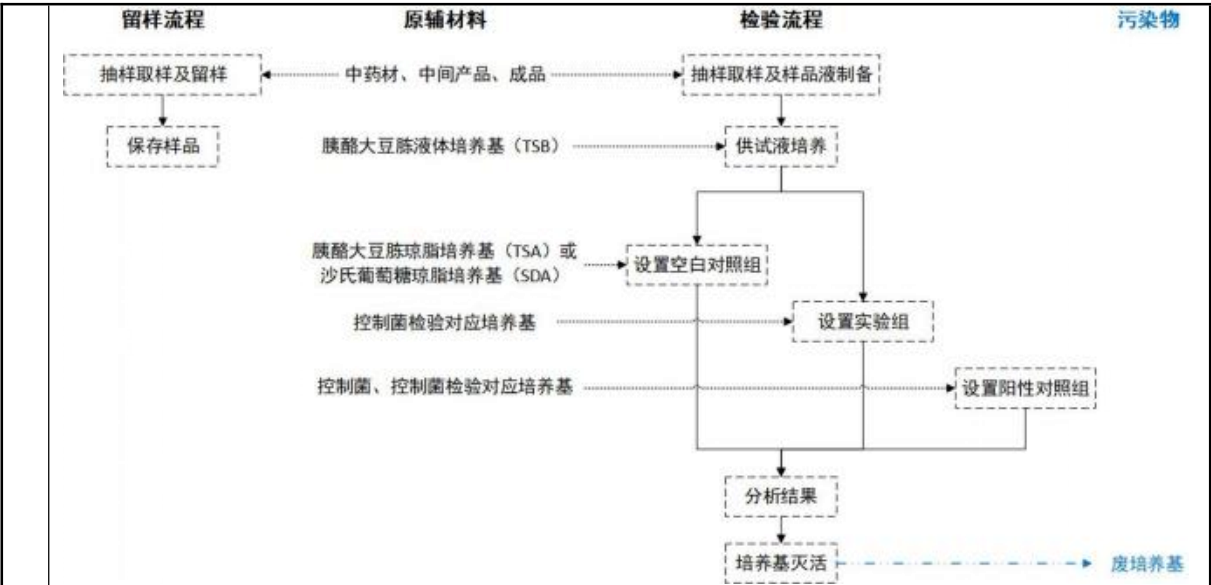 留样流程 原辅材料 检验流程 污染物
抽样取样及留样 中药材、中间产品、成品 抽样取样及样品液制备
保存样品 胰酪大豆胨液体培养基（TSB） 供试液培养
胰酪大豆胨琼脂培养基（TSA）或
沙氏葡萄糖琼脂培养基（SDA）
设置空白对照组
控制菌检验对应培养基 设置实验组
控制菌、控制菌检验对应培养基 设置阳性对照组
分析结果
培养基灭活 废培养基